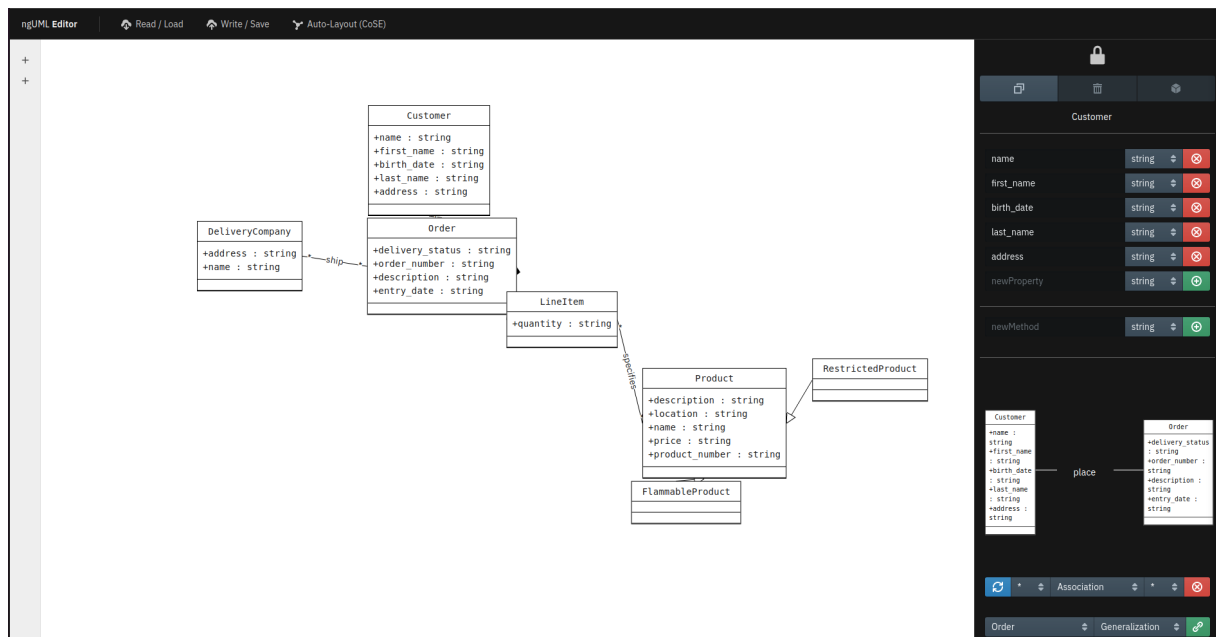 ngUML Editor
Read / Load
Write / Save
Auto-Layout (CoSE)
+
+
Customer
+name : string
+first_name : string
+birth_date : string
+last_name : string
+address : string
DeliveryCompany
+address : string
+name : string
* ship *
Order
+delivery_status : string
+order_number : string
+description : string
+entry_date : string
LineItem
+quantity : string
*
specifies
Product
+description : string
+location : string
+name : string
+price : string
+product_number : string
RestrictedProduct
FlammableProduct
Customer
name string
first_name string
birth_date string
last_name string
address string
newProperty string
newMethod string
Customer
+name :
string
+first_name
: string
+birth_date
: string
+last_name
: string
+address :
string
place
Order
+delivery_status
: string
+order_number :
string
+description :
string
+entry_date :
string
* Association *
Order Generalization